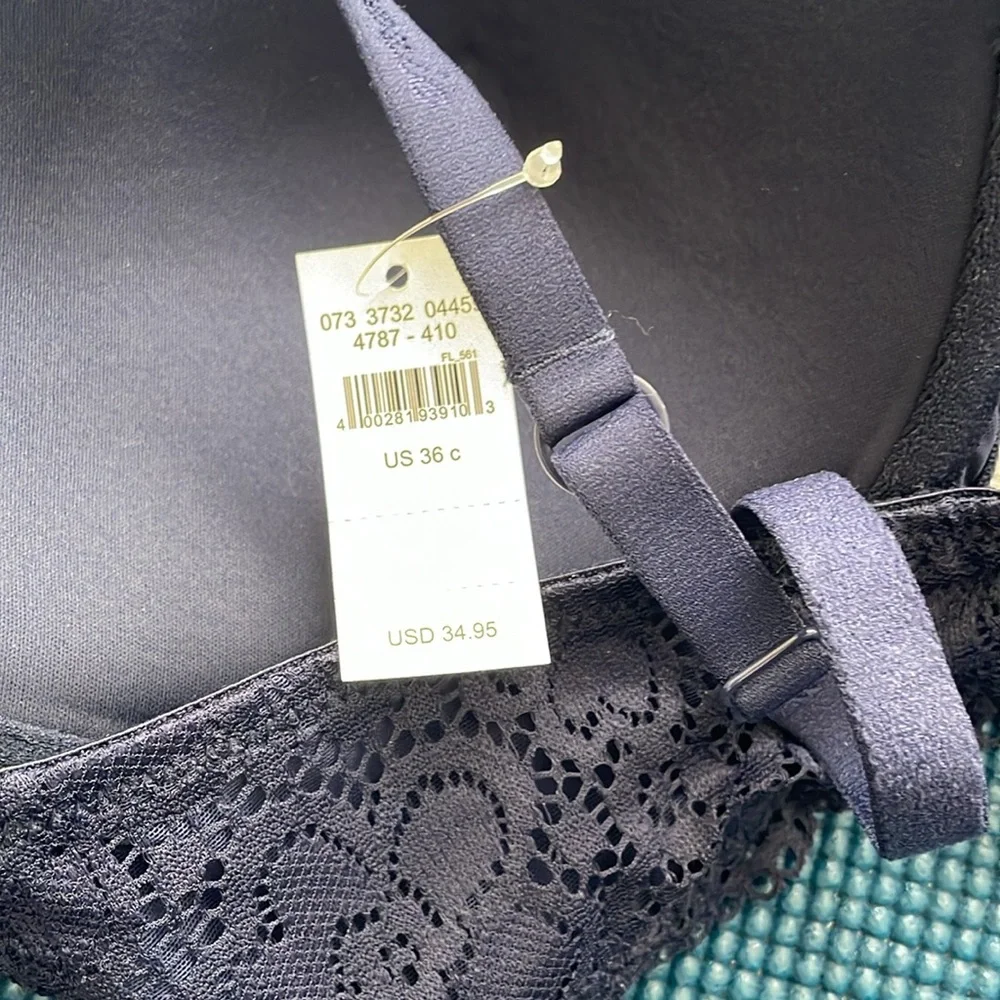 073 3732 0445
4787 - 410
FL_561
4 00281 93910 3
US 36 c
USD 34.95